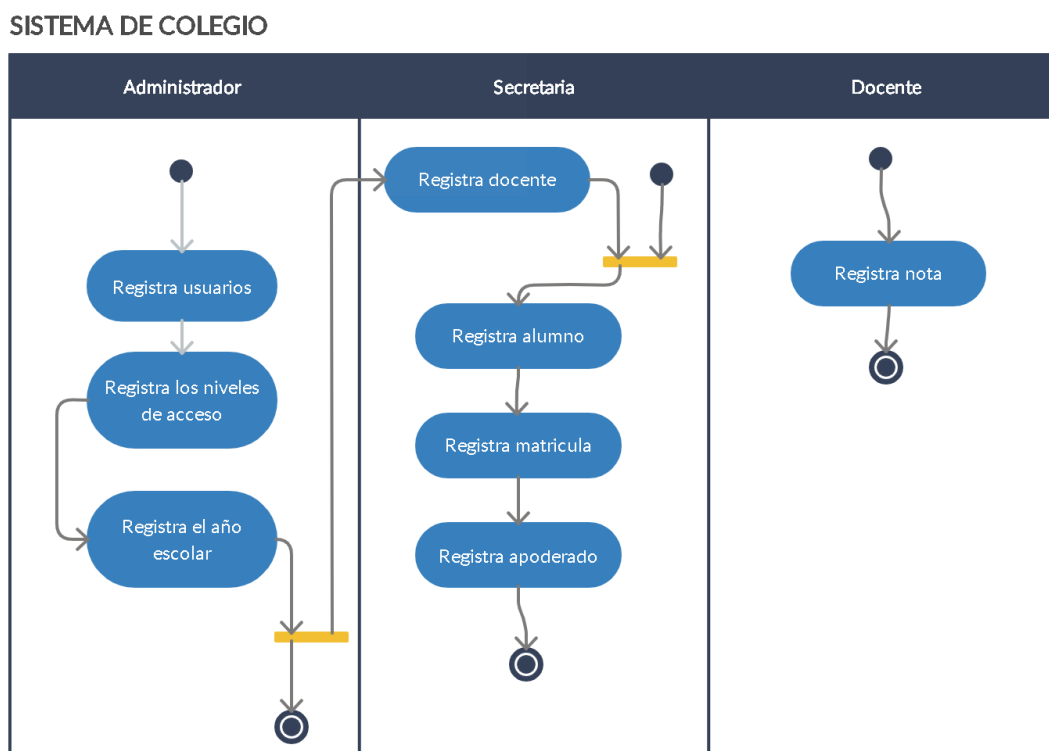 SISTEMA DE COLEGIO
Administrador
Secretaria
Docente
Registra usuarios
Registra los niveles
de acceso
Registra el año
escolar
Registra docente
Registra alumno
Registra matricula
Registra apoderado
Registra nota